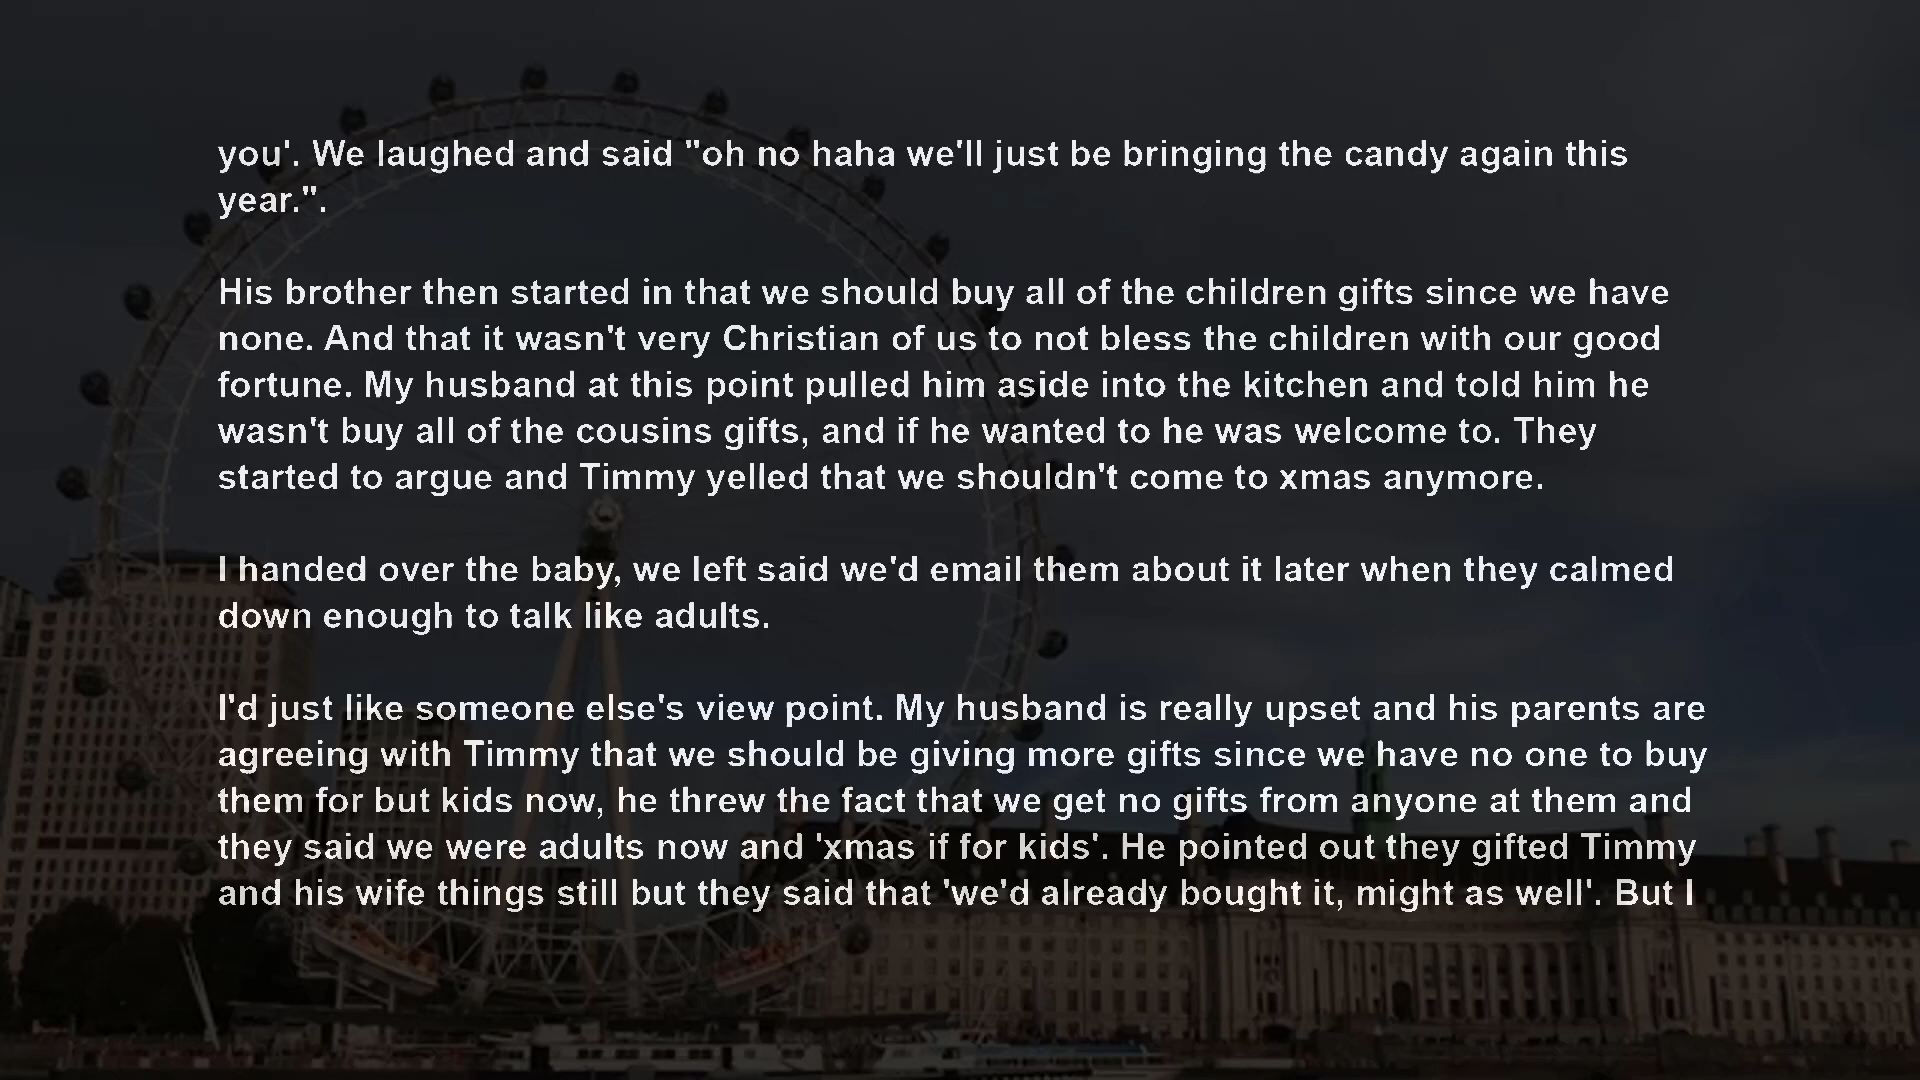 you'. We laughed and said "oh no haha we'll just be bringing the candy again this
year.".
His brother then started in that we should buy all of the children gifts since we have
none. And that it wasn't very Christian of us to not bless the children with our good
fortune. My husband at this point pulled him aside into the kitchen and told him he
wasn't buy all of the cousins gifts, and if he wanted to he was welcome to. They
started to argue and Timmy yelled that we shouldn't come to xmas anymore.
I handed over the baby, we left said we'd email them about it later when they calmed
down enough to talk like adults.
I'd just like someone else's view point. My husband is really upset and his parents are
agreeing with Timmy that we should be giving more gifts since we have no one to buy
them for but kids now, he threw the fact that we get no gifts from anyone at them and
they said we were adults now and 'xmas if for kids'. He pointed out they gifted Timmy
and his wife things still but they said that 'we'd already bought it, might as well'. But I